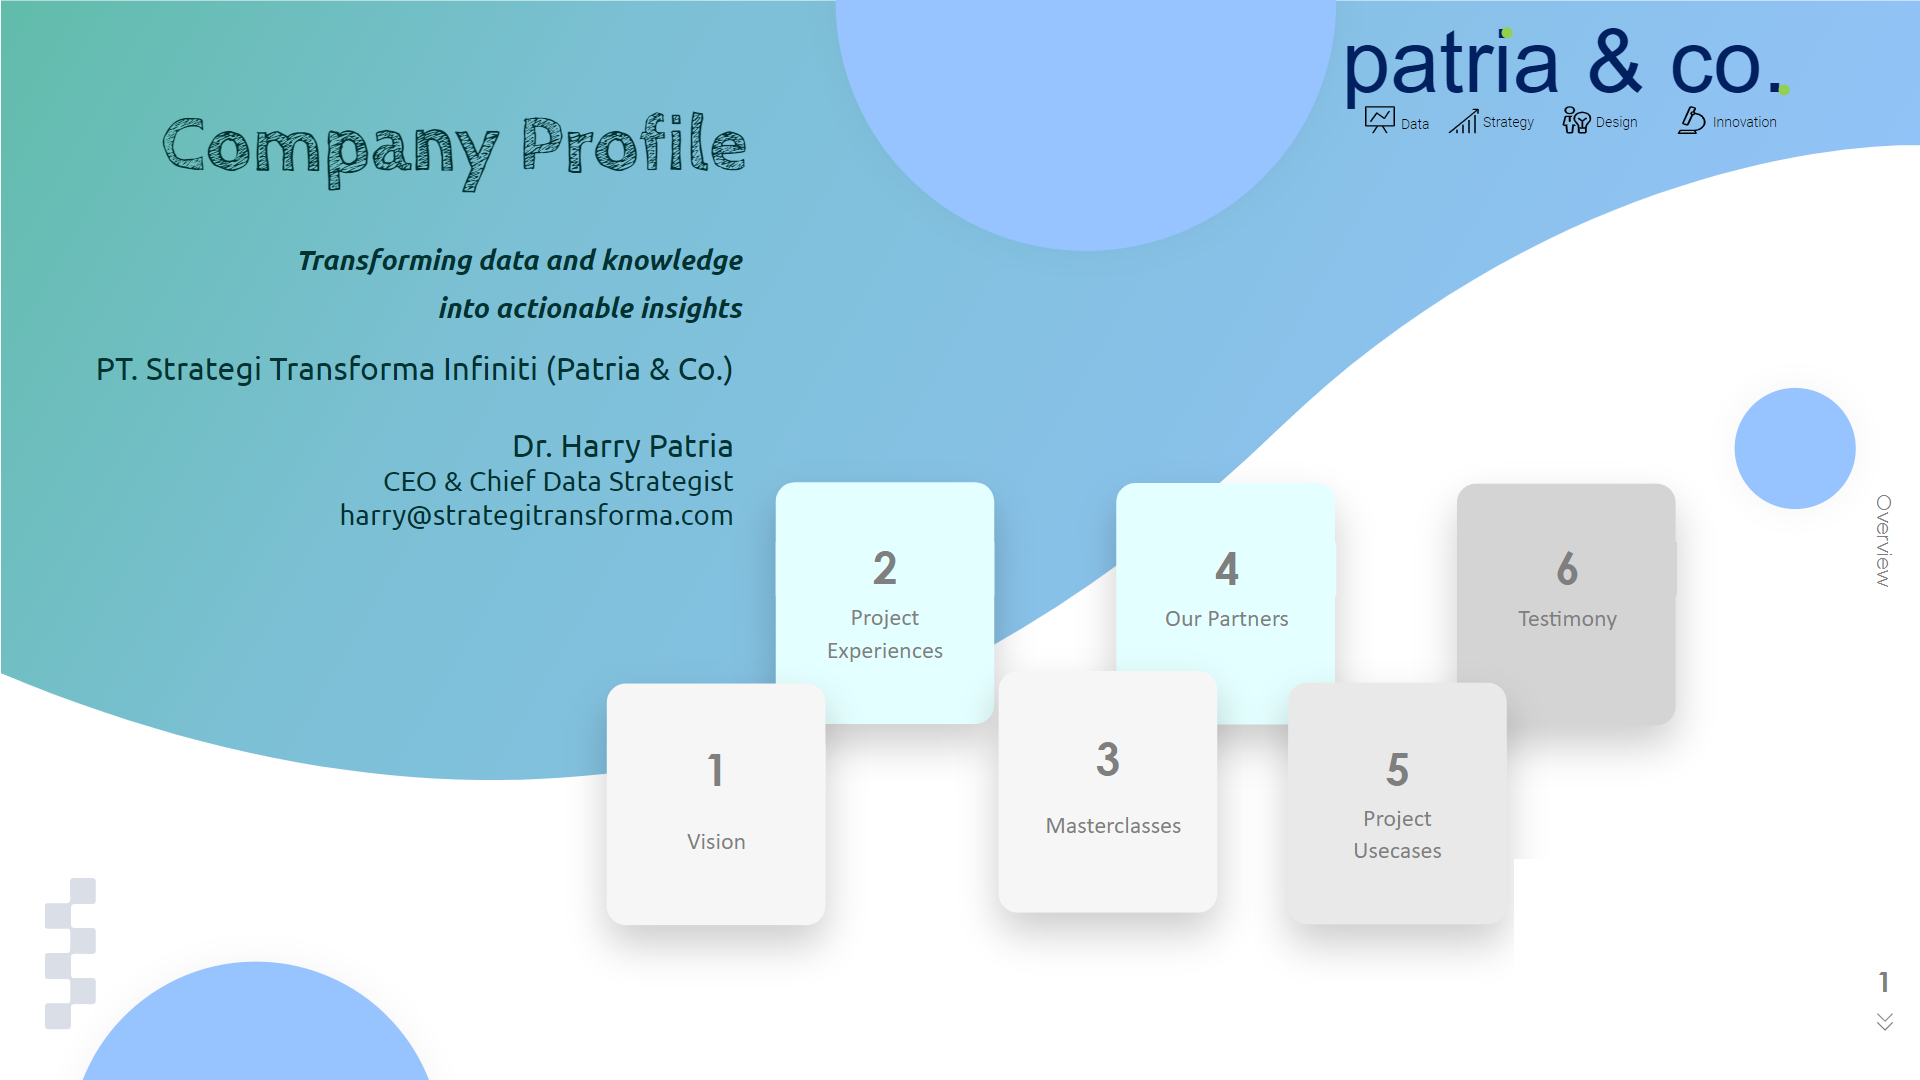 patria & co.
Data Strategy Design Innovation
Company Profile
Transforming data and knowledge
into actionable insights
PT. Strategi Transforma Infiniti (Patria & Co.)
Dr. Harry Patria
CEO & Chief Data Strategist
harry@strategitransforma.com
1
Vision
2
Project
Experiences
3
Masterclasses
4
Our Partners
5
Project
Usecases
6
Testimony
Overview
1